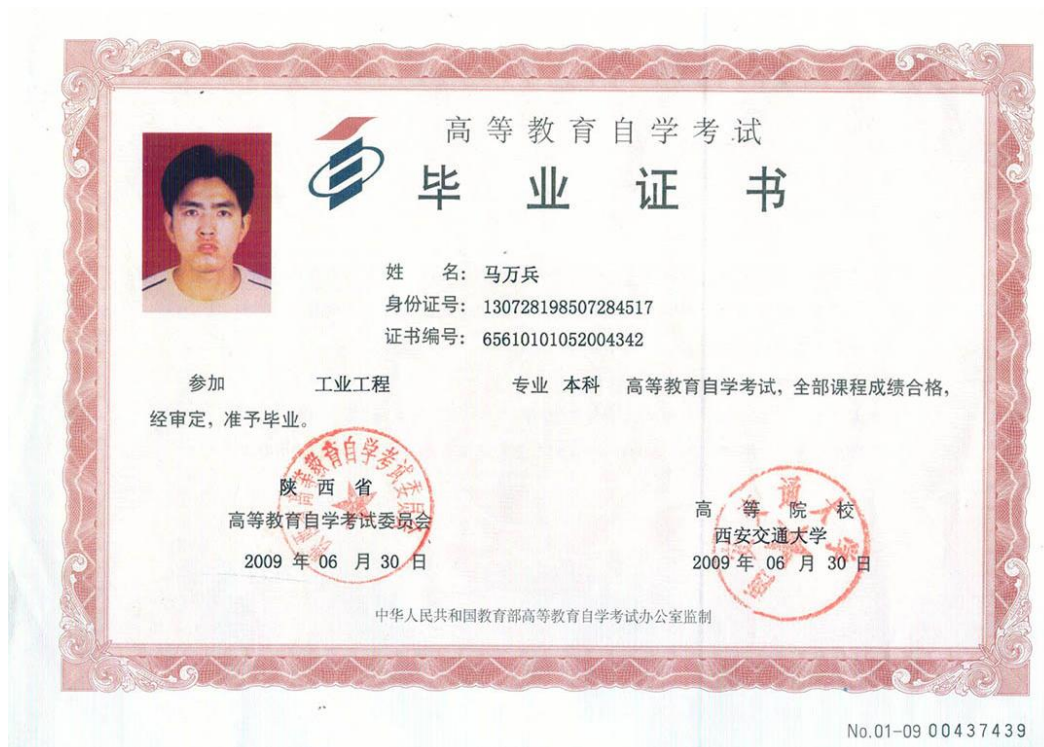 高等教育自学考试
毕业证书
姓 名：马万兵
身份证号：130728198507284517
证书编号：65610101052004342
参加 工业工程 专业 本科 高等教育自学考试，全部课程成绩合格，
经审定，准予毕业。
陕西省
高等教育自学考试委员会
2009 年 06 月 30 日
高等院校
西安交通大学
2009 年 06 月 30 日
中华人民共和国教育部高等教育自学考试办公室监制
No.01-09 00437439